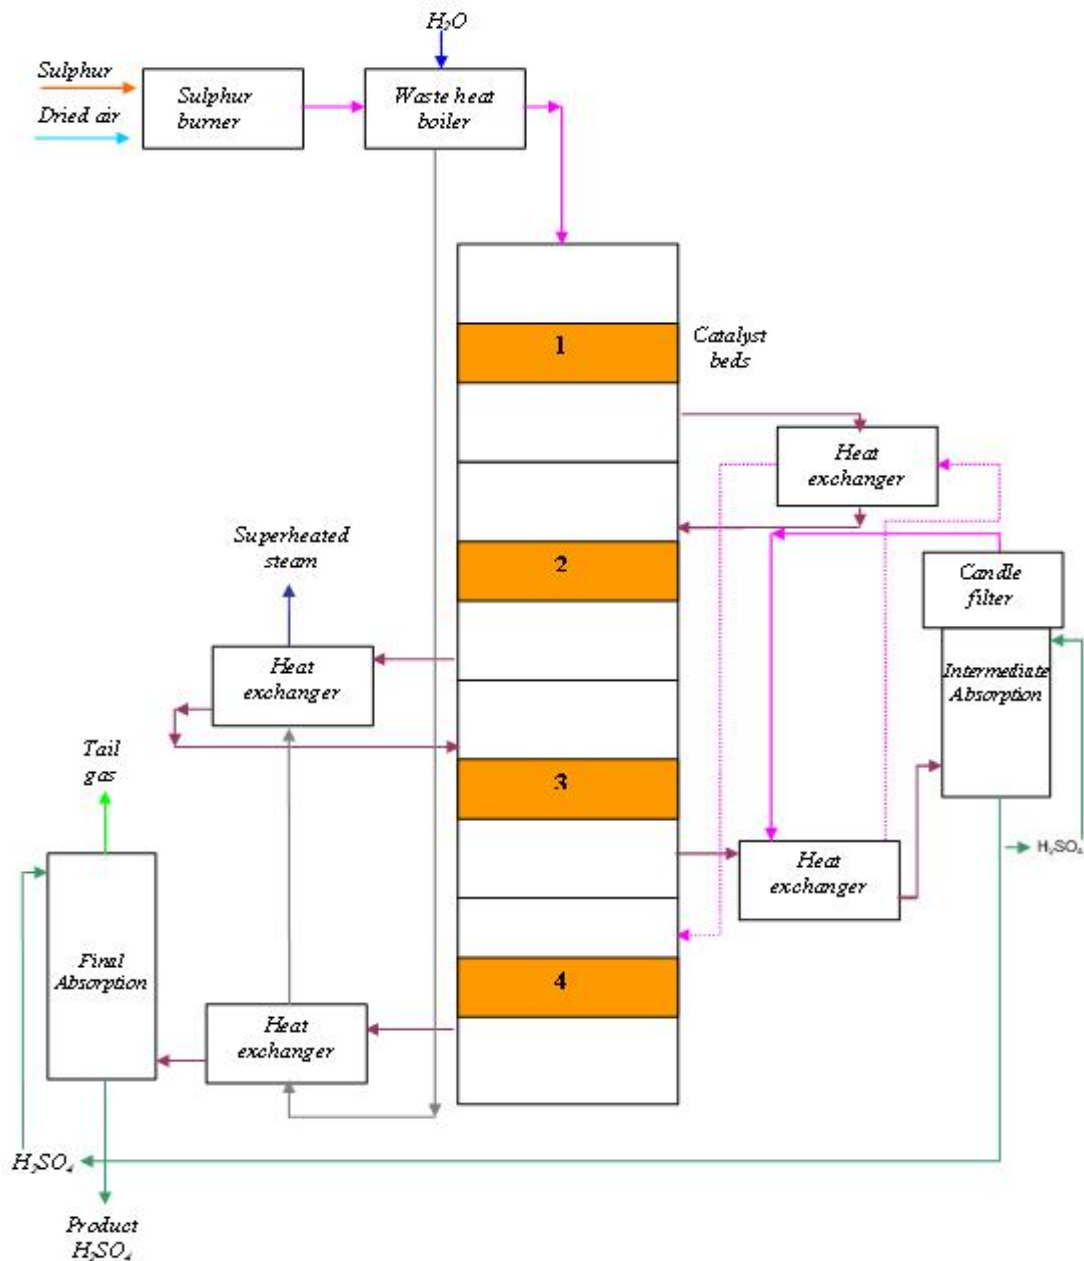 H₂O
Sulphur
Dried air
Sulphur
burner
Waste heat
boiler
1
Catalyst
beds
Heat
exchanger
Superheated
steam
2
Candle
filter
Heat
exchanger
Intermediate
Absorption
Tail
gas
3
Heat
exchanger
H₂SO₄
Final
Absorption
4
Heat
exchanger
H₂SO₄
Product
H₂SO₄